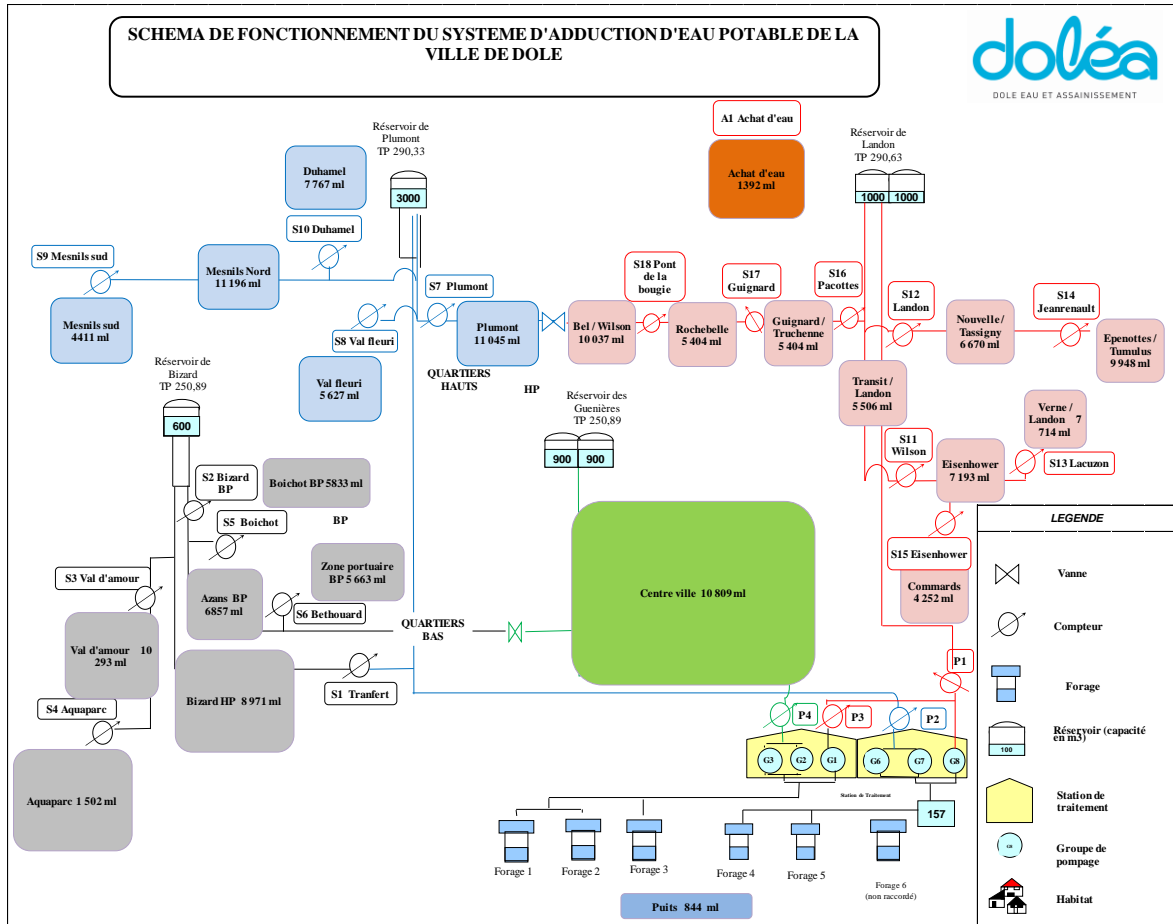 SCHEMA DE FONCTIONNEMENT DU SYSTEME D'ADDUCTION D'EAU POTABLE DE LA
VILLE DE DOLE
doléa
DOLE EAU ET ASSAINISSEMENT
Réservoir de
Plumont
TP 290,33
3000
Duhamel
7 767 ml
S10 Duhamel
S9 Mesnils sud
Mesnils Nord
11 196 ml
Mesnils sud
4411 ml
S7 Plumont
S8 Val fleuri
Val fleuri
5 627 ml
Plumont
11 045 ml
QUARTIERS
HAUTS
HP
A1 Achat d'eau
Achat d'eau
1392 ml
Réservoir de
Landon
TP 290,63
1000
1000
S18 Pont
de la
bougie
S17
Guignard
S16
Pacottes
Bel / Wilson
10 037 ml
Rochebelle
5 404 ml
Guignard /
Truchenne
5 404 ml
S12
Landon
Nouvelle /
Tassigny
6 670 ml
S14
Jeanrenault
Epenottes /
Tumulus
9 948 ml
Transit /
Landon
5 506 ml
Verne /
Landon 7
714 ml
S11
Wilson
Eisenhower
7 193 ml
S13 Lacuzon
S15 Eisenhower
Commards
4 252 ml
Réservoir de
Bizard
TP 250,89
600
Réservoir des
Guenières
TP 250,89
900
900
S2 Bizard
BP
Boichot BP 5833 ml
BP
S5 Boichot
S3 Val d'amour
Azans BP
6857 ml
Zone portuaire
BP 5 663 ml
S6 Bethouard
QUARTIERS
BAS
Centre ville 10 809 ml
Val d'amour 10
293 ml
S4 Aquaparc
Bizard HP 8 971 ml
S1 Tranfert
Aquaparc 1 502 ml
P1
P4
P3
P2
G3
G2
G1
G6
G7
G8
Station de Traitement
157
Forage 1
Forage 2
Forage 3
Forage 4
Forage 5
Forage 6
(non raccordé)
Puits 844 ml
LEGENDE
Vanne
Compteur
Forage
Réservoir (capacité
en m3)
100
Station de
traitement
Groupe de
pompage
Habitat